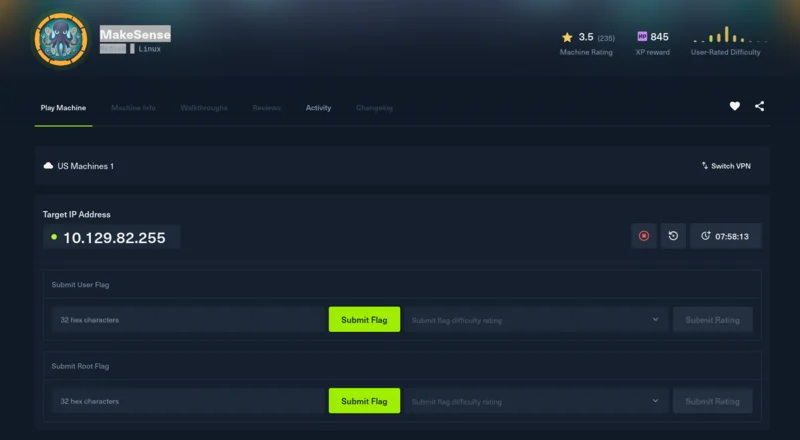 MakeSense
Linux
3.5 (235)
Machine Rating
845
XP reward
User-Rated Difficulty
Play Machine
Machine Info
Walkthroughs
Reviews
Activity
Changelog
US Machines 1
Switch VPN
Target IP Address
10.129.82.255
07:58:13
Submit User Flag
32 hex characters
Submit Flag
Submit flag difficulty rating
Submit Rating
Submit Root Flag
32 hex characters
Submit Flag
Submit flag difficulty rating
Submit Rating